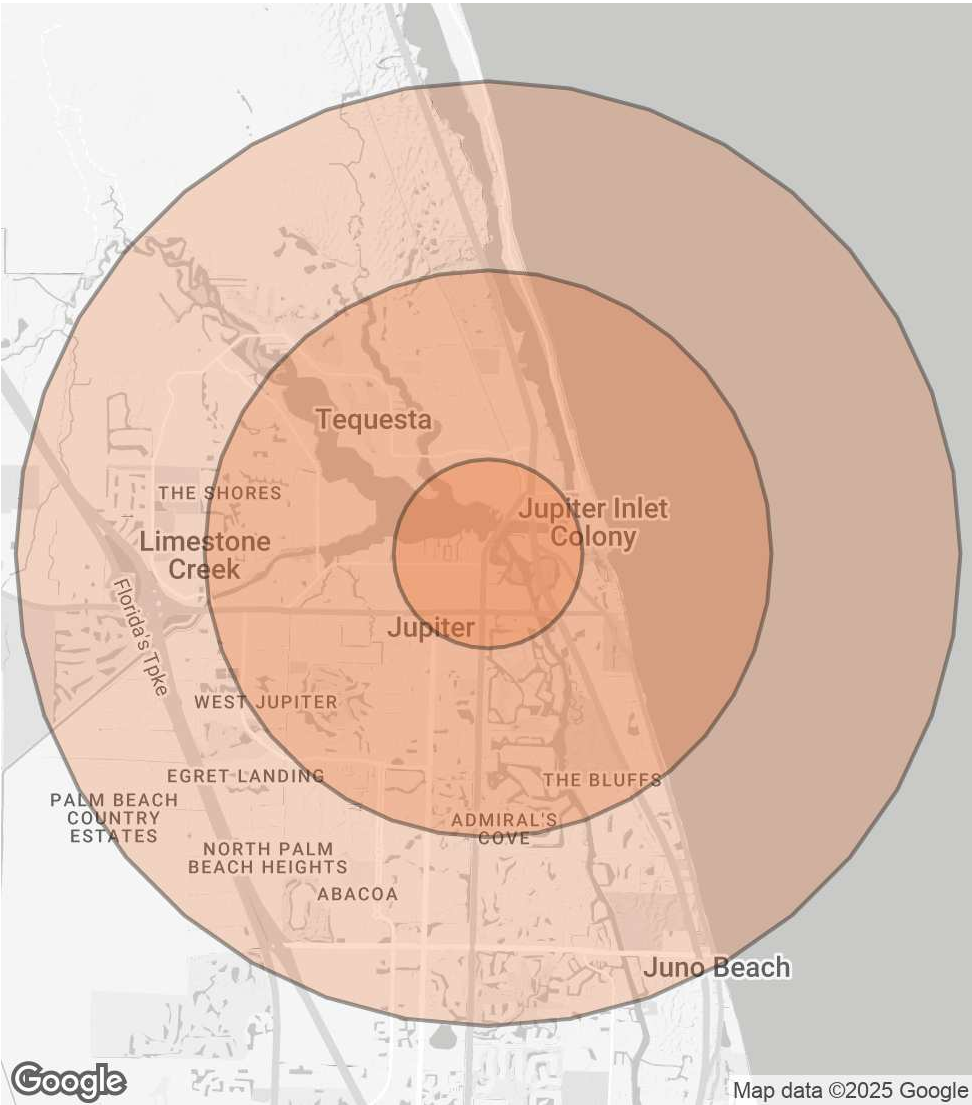 Tequesta
THE SHORES
Jupiter Inlet
Colony
Limestone
Creek
Florida's Tpke
Jupiter
WEST JUPITER
EGRET LANDING
THE BLUFFS
PALM BEACH
COUNTRY
ESTATES
ADMIRAL'S
COVE
NORTH PALM
BEACH HEIGHTS
ABACOA
Juno Beach
Google
Map data ©2025 Google